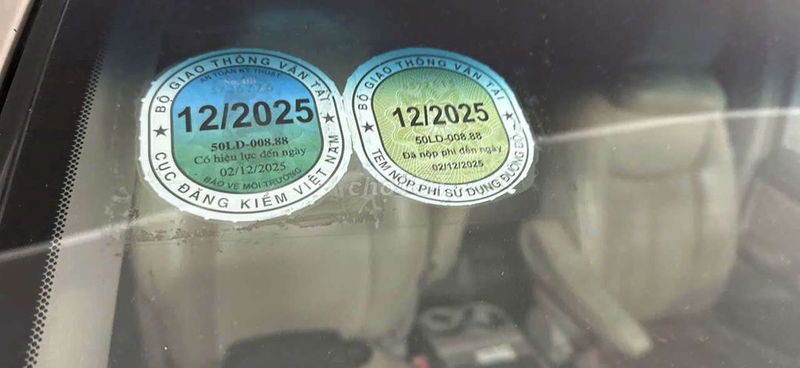 BỘ GIAO THÔNG VẬN TẢI
AN TOÀN KỸ THUẬT
12/2025
50LD-008.88
Có hiệu lực đến ngày
02/12/2025
BẢO VỆ MÔI TRƯỜNG
★ CỤC ĐĂNG KIỂM VIỆT NAM ★
BỘ GIAO THÔNG VẬN TẢI
12/2025
50LD-008.88
Đã nộp phí đến ngày
02/12/2025
★ TEM NỘP PHÍ SỬ DỤNG ĐƯỜNG BỘ ★